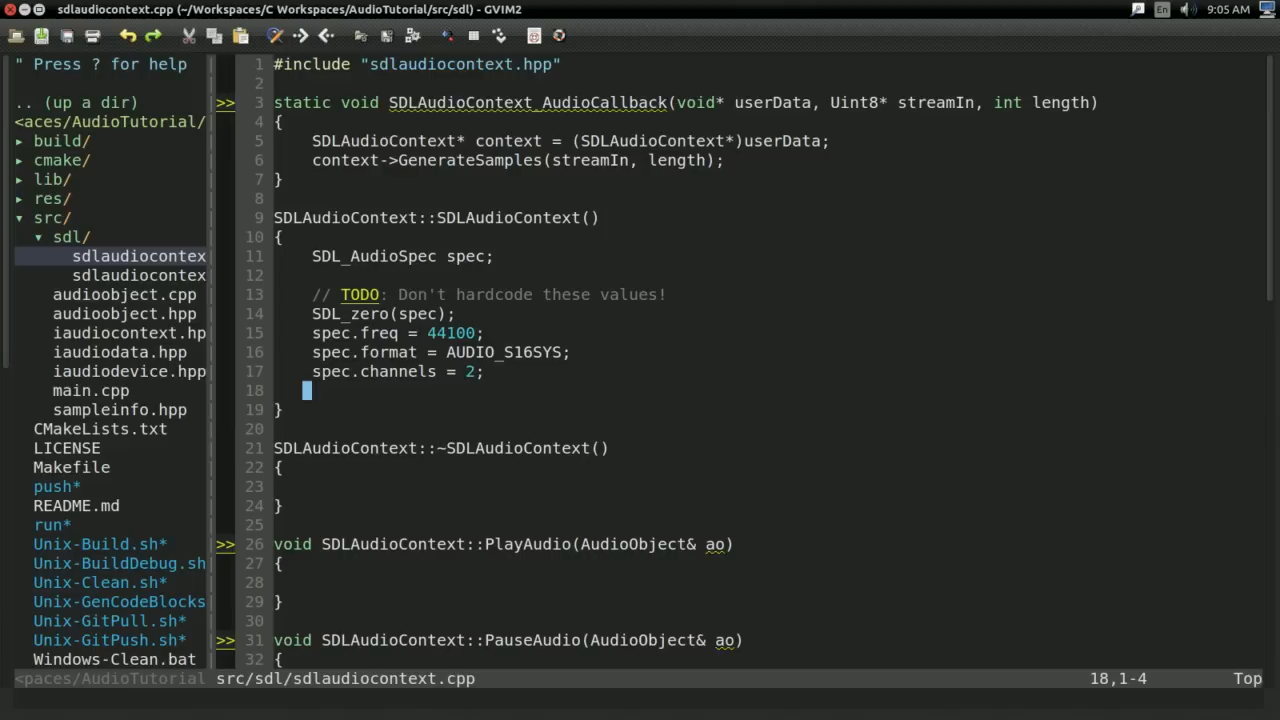 sdlaudiocontext.cpp (~/Workspaces/C Workspaces/AudioTutorial/src/sdl) - GVIM2
En
9:05 AM
" Press ? for help
.. (up a dir)
<aces/AudioTutorial/
▸ build/
▸ cmake/
▸ lib/
▸ res/
▾ src/
▾ sdl/
sdlaudiocontex
sdlaudiocontex
audioobject.cpp
audioobject.hpp
iaudiocontext.hp
iaudiodata.hpp
iaudiodevice.hpp
main.cpp
sampleinfo.hpp
CMakeLists.txt
LICENSE
Makefile
push*
README.md
run*
Unix-Build.sh*
Unix-BuildDebug.sh
Unix-Clean.sh*
Unix-GenCodeBlocks
Unix-GitPull.sh*
Unix-GitPush.sh*
Windows-Clean.bat
1 #include "sdlaudiocontext.hpp"
2
>> 3 static void SDLAudioContext_AudioCallback(void* userData, Uint8* streamIn, int length)
4 {
5 SDLAudioContext* context = (SDLAudioContext*)userData;
6 context->GenerateSamples(streamIn, length);
7 }
8
9 SDLAudioContext::SDLAudioContext()
10 {
11 SDL_AudioSpec spec;
12
13 // TODO: Don't hardcode these values!
14 SDL_zero(spec);
15 spec.freq = 44100;
16 spec.format = AUDIO_S16SYS;
17 spec.channels = 2;
18
19 }
20
21 SDLAudioContext::~SDLAudioContext()
22 {
23
24 }
25
>> 26 void SDLAudioContext::PlayAudio(AudioObject& ao)
27 {
28
29 }
30
>> 31 void SDLAudioContext::PauseAudio(AudioObject& ao)
32 {
<paces/AudioTutorial src/sdl/sdlaudiocontext.cpp 18,1-4 Top